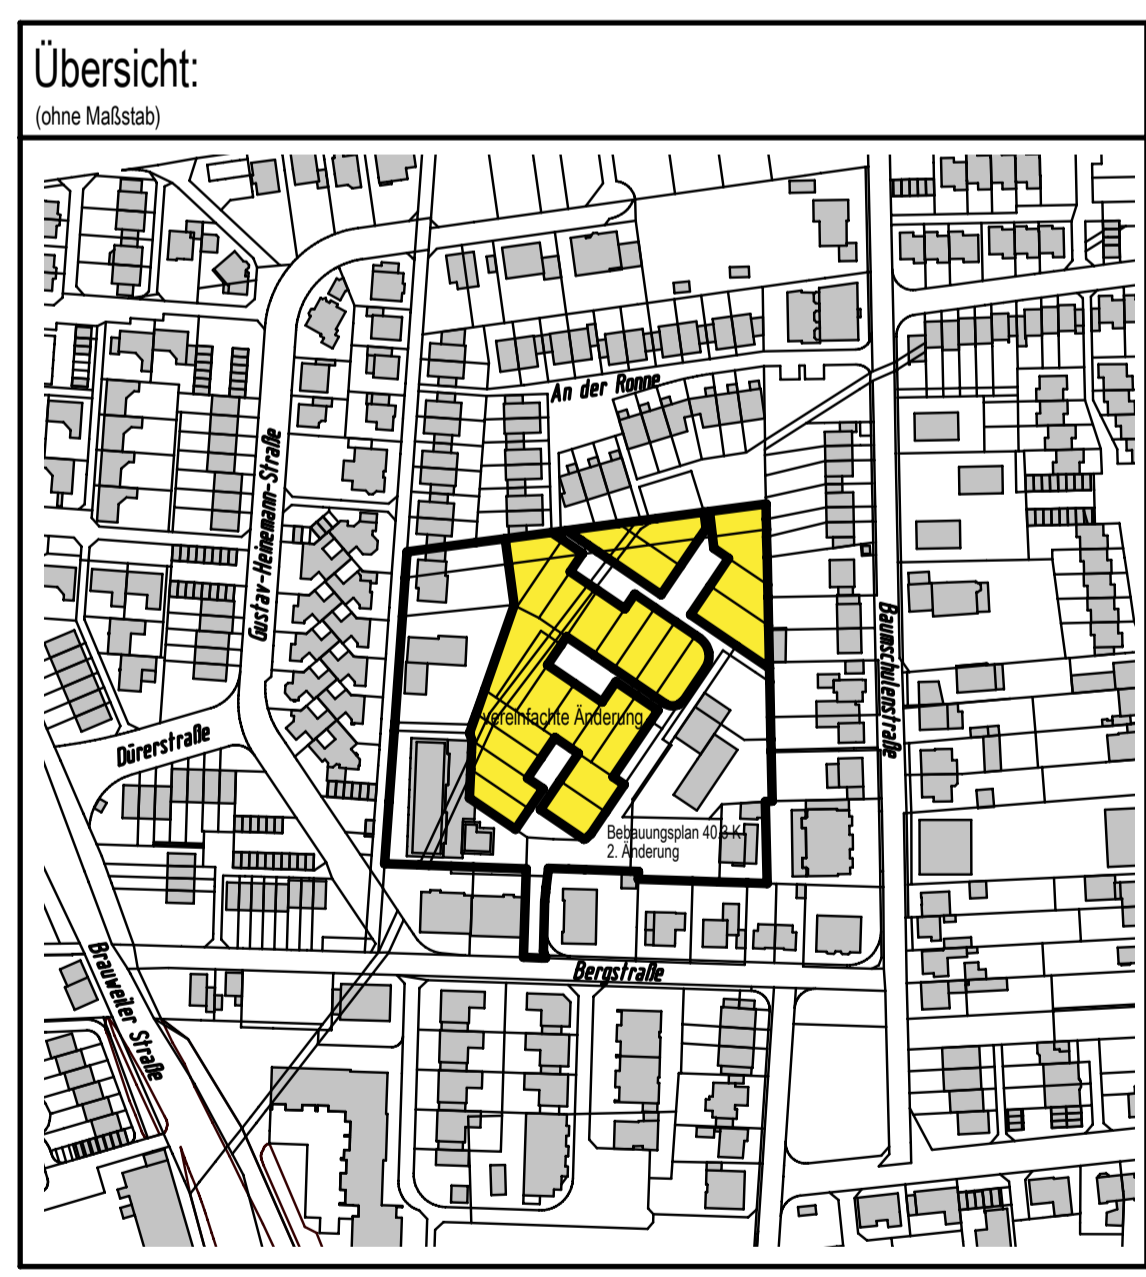 Übersicht:
(ohne Maßstab)
An der Ronne
Gustav-Heinemann-Straße
Baumschulenstraße
vereinfachte Änderung
Dürerstraße
Bebauungsplan 40.3 K
2. Änderung
Brauweiler Straße
Bergstraße